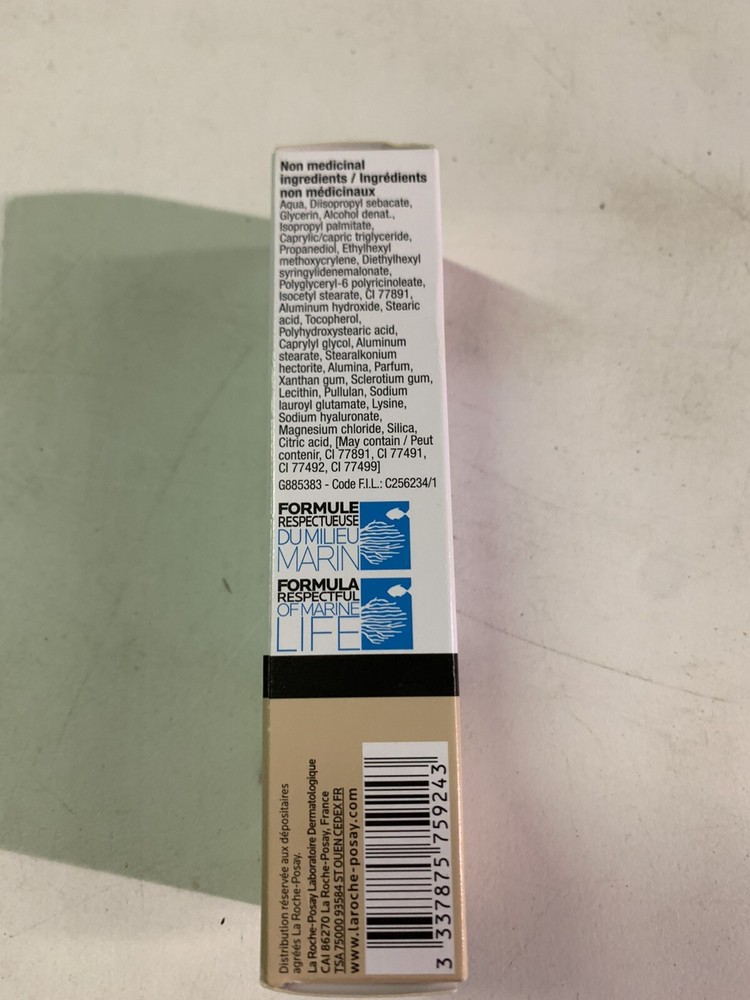 Non medicinal
ingredients / Ingrédients
non médicinaux
Aqua, Diisopropyl sebacate,
Glycerin, Alcohol denat.,
Isopropyl palmitate,
Caprylic/capric triglyceride,
Propanediol, Ethylhexyl
methoxycrylene, Diethylhexyl
syringylidenemalonate,
Polyglyceryl-6 polyricinoleate,
Isocetyl stearate, CI 77891,
Aluminum hydroxide, Stearic
acid, Tocopherol,
Polyhydroxystearic acid,
Caprylyl glycol, Aluminum
stearate, Stearalkonium
hectorite, Alumina, Parfum,
Xanthan gum, Sclerotium gum,
Lecithin, Pullulan, Sodium
lauroyl glutamate, Lysine,
Sodium hyaluronate,
Magnesium chloride, Silica,
Citric acid, [May contain / Peut
contenir, CI 77891, CI 77491,
CI 77492, CI 77499]
G885383 - Code F.I.L.: C256234/1
FORMULE
RESPECTUEUSE
DU MILIEU
MARIN
FORMULA
RESPECTFUL
OF MARINE
LIFE
Distribution réservée aux dépositaires
agréés La Roche-Posay.
La Roche-Posay Laboratoire Dermatologique
CAI 86270 La Roche-Posay, France
TSA 75000 93584 ST OUEN CEDEX FR
www.laroche-posay.com
3 337875 759243